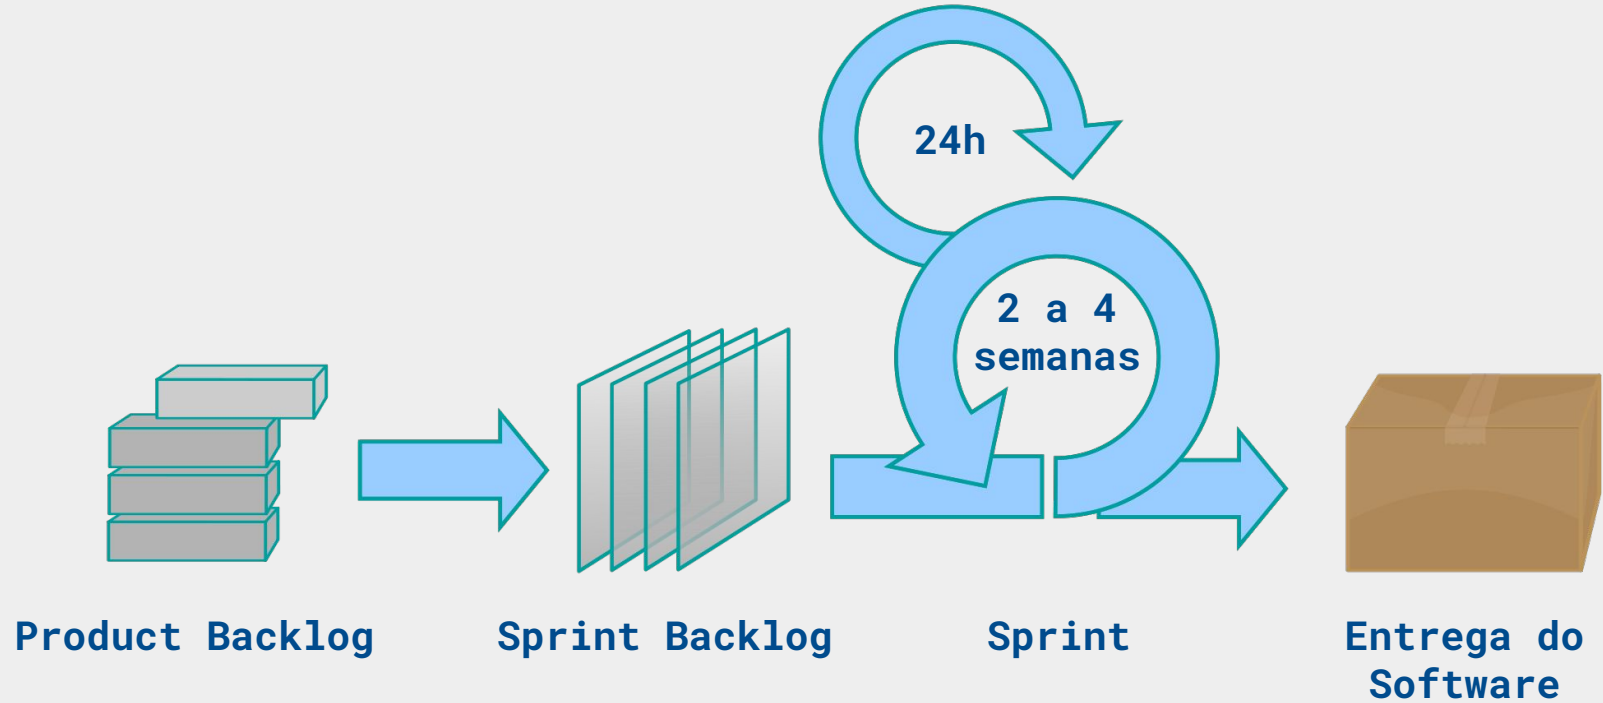 24h
2 a 4
semanas
Product Backlog
Sprint Backlog
Sprint
Entrega do
Software